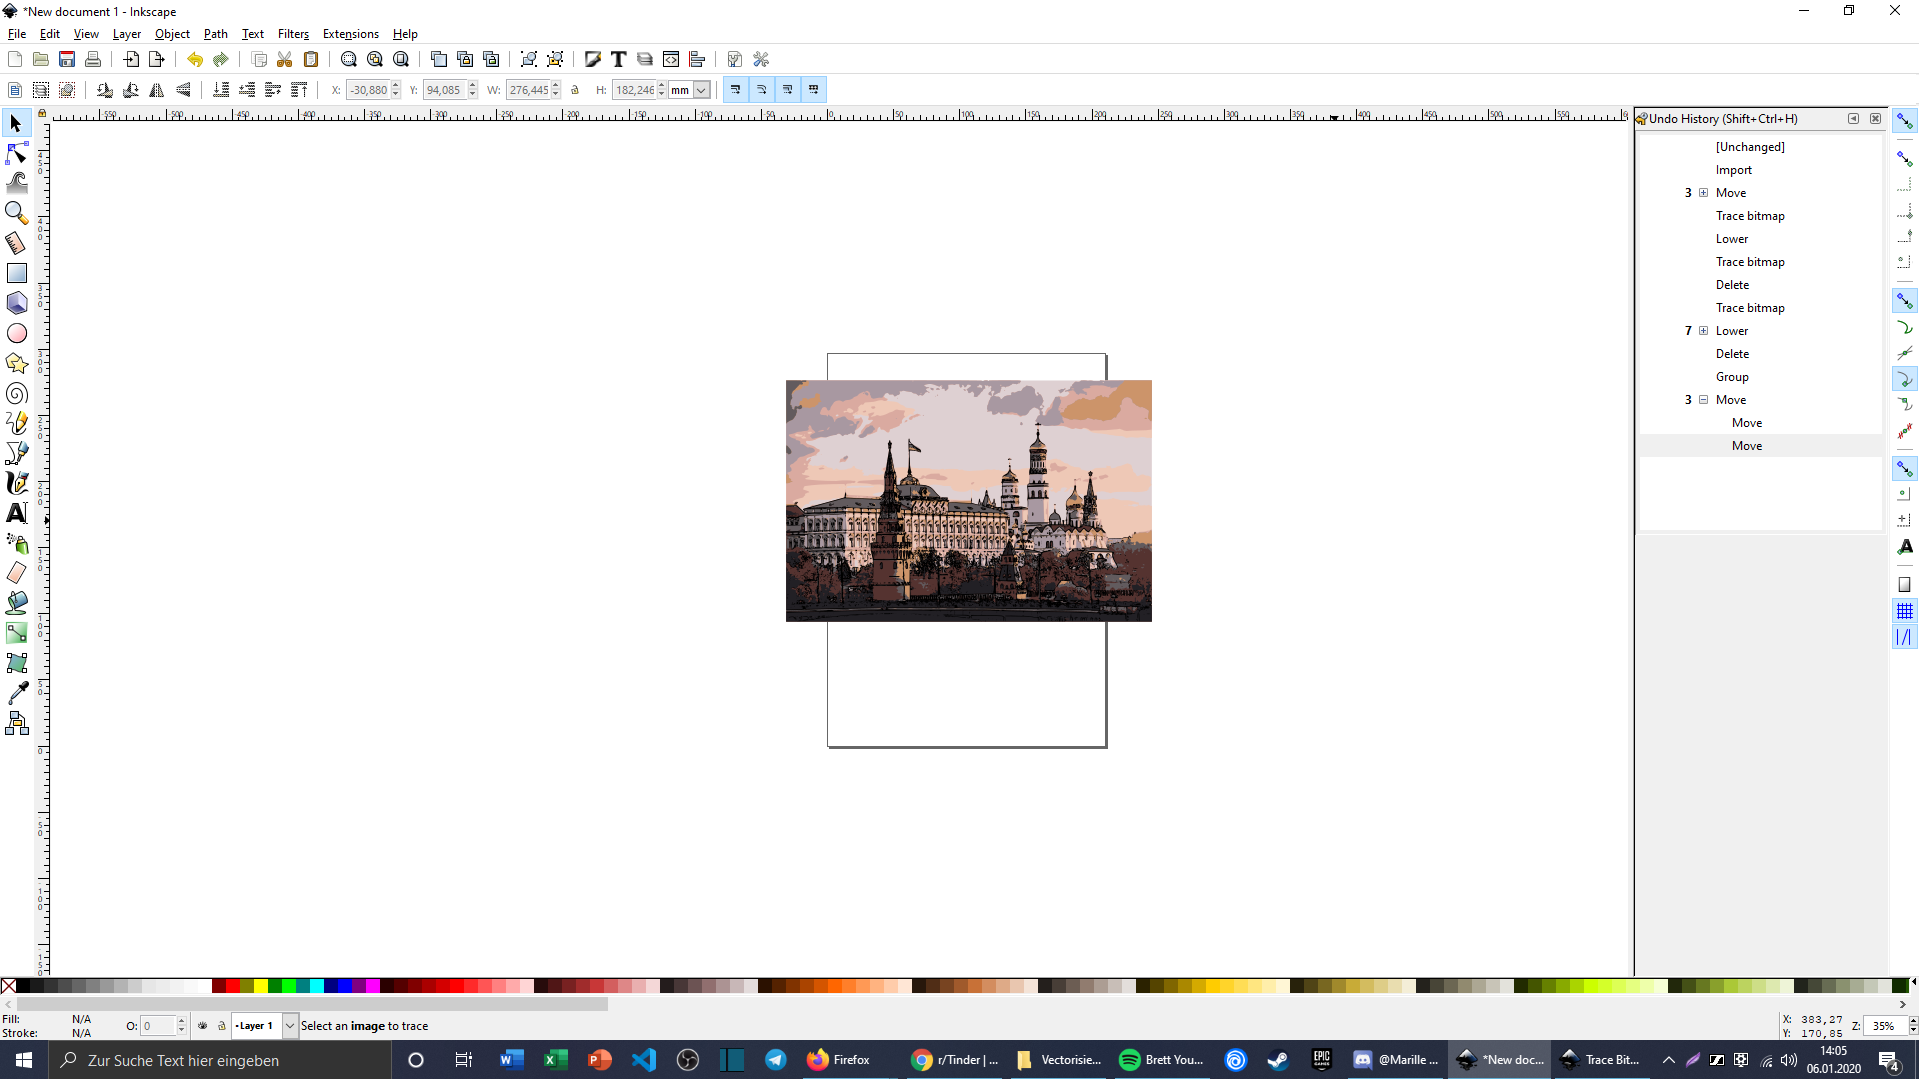 *New document 1 - Inkscape
File Edit View Layer Object Path Text Filters Extensions Help
X: -30,880 Y: 94,085 W: 276,445 H: 182,246 mm
Undo History (Shift+Ctrl+H)
[Unchanged]
Import
3 Move
Trace bitmap
Lower
Trace bitmap
Delete
Trace bitmap
7 Lower
Delete
Group
3 Move
Move
Move
Fill: N/A
Stroke: N/A
O: 0
Layer 1
Select an image to trace
X: 383,27
Y: 170,85
Z: 35%
Zur Suche Text hier eingeben
Firefox
r/Tinder | ...
Vectorisie...
Brett You...
EPIC GAMES
@Marille ...
*New doc...
Trace Bit...
14:05
06.01.2020
4